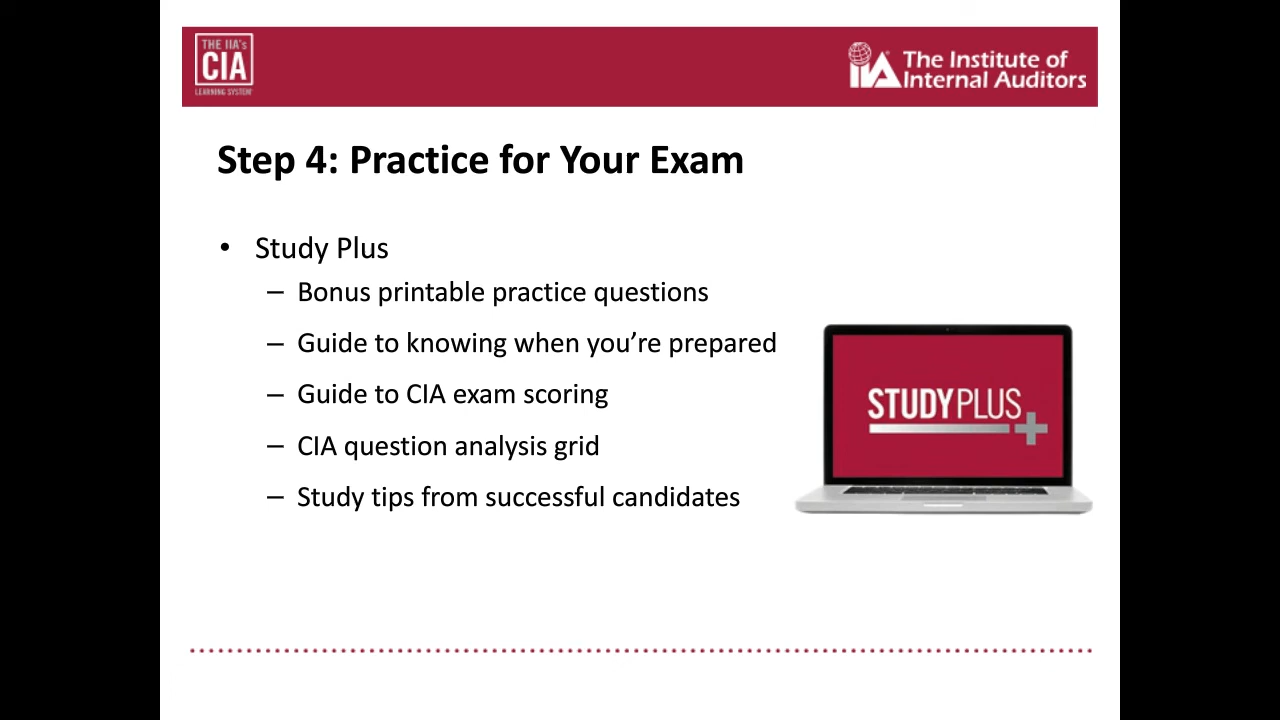 THE IIA's
CIA
LEARNING SYSTEM
IIA
The Institute of
Internal Auditors
Step 4: Practice for Your Exam
• Study Plus
– Bonus printable practice questions
– Guide to knowing when you’re prepared
– Guide to CIA exam scoring
– CIA question analysis grid
– Study tips from successful candidates
STUDYPLUS+